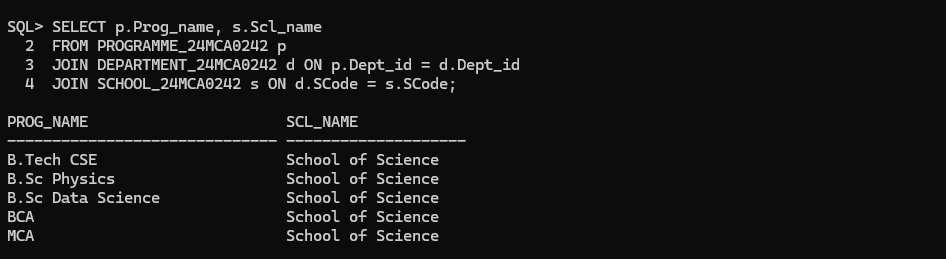 SQL> SELECT p.Prog_name, s.Scl_name
  2  FROM PROGRAMME_24MCA0242 p
  3  JOIN DEPARTMENT_24MCA0242 d ON p.Dept_id = d.Dept_id
  4  JOIN SCHOOL_24MCA0242 s ON d.SCode = s.SCode;

PROG_NAME                      SCL_NAME
------------------------------ --------------------
B.Tech CSE                     School of Science
B.Sc Physics                   School of Science
B.Sc Data Science              School of Science
BCA                            School of Science
MCA                            School of Science